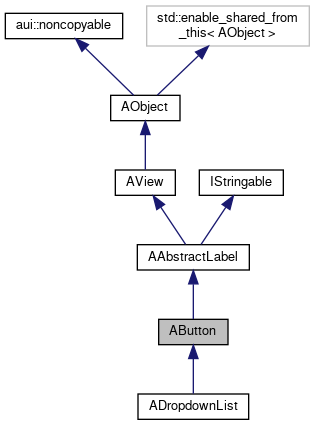 aui::noncopyable
std::enable_shared_from
_this< AObject >
AObject
AView
IStringable
AAbstractLabel
AButton
ADropdownList